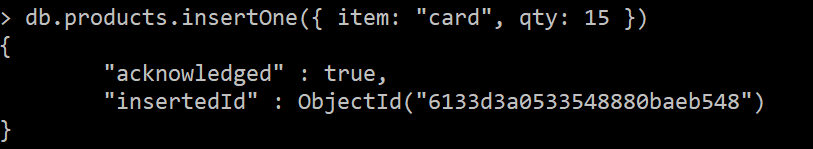 > db.products.insertOne({ item: "card", qty: 15 })
{
        "acknowledged" : true,
        "insertedId" : ObjectId("6133d3a0533548880baeb548")
}